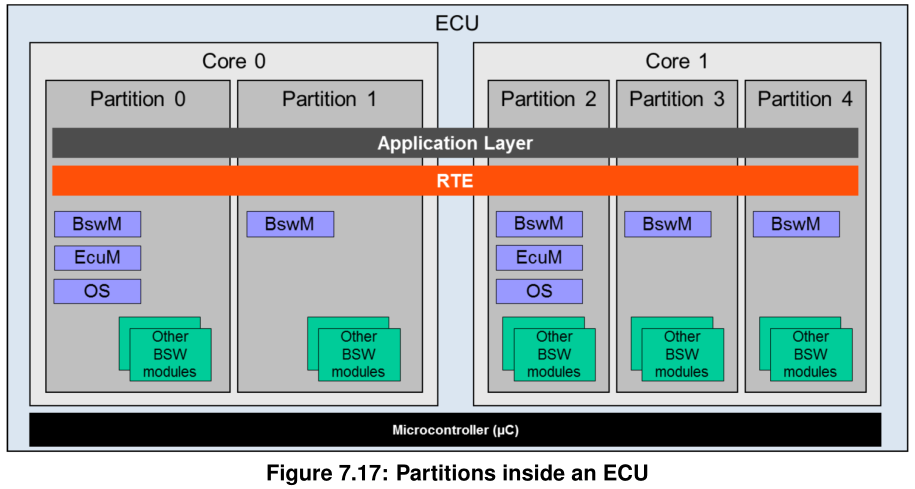 ECU
Core 0
Core 1
Partition 0
Partition 1
Partition 2
Partition 3
Partition 4
Application Layer
RTE
BswM
BswM
BswM
BswM
BswM
EcuM
EcuM
OS
OS
Other
BSW
modules
Other
BSW
modules
Other
BSW
modules
Other
BSW
modules
Other
BSW
modules
Microcontroller (µC)
Figure 7.17: Partitions inside an ECU